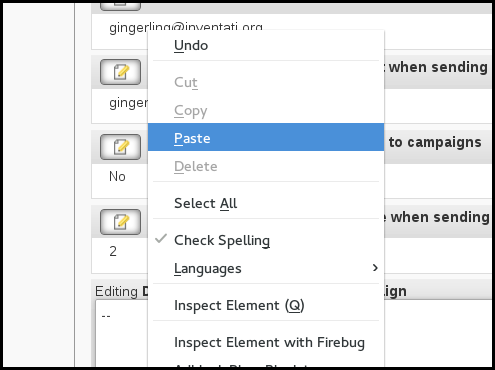 gingerling@inventati.org
Undo
when sending
Cut
ginger
Copy
Paste
to campaigns
Delete
No
Select All
when sending
Check Spelling
2
Languages
Editing
ign
Inspect Element (Q)
--
Inspect Element with Firebug